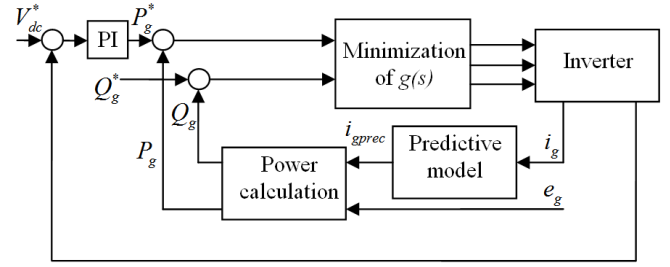 V*dc
PI
P*g
Minimization
of g(s)
Inverter
Q*g
Qg
Pg
igprec
Predictive
model
ig
Power
calculation
eg